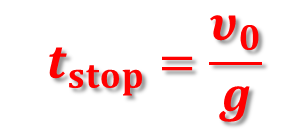 t_stop = v_0 / g